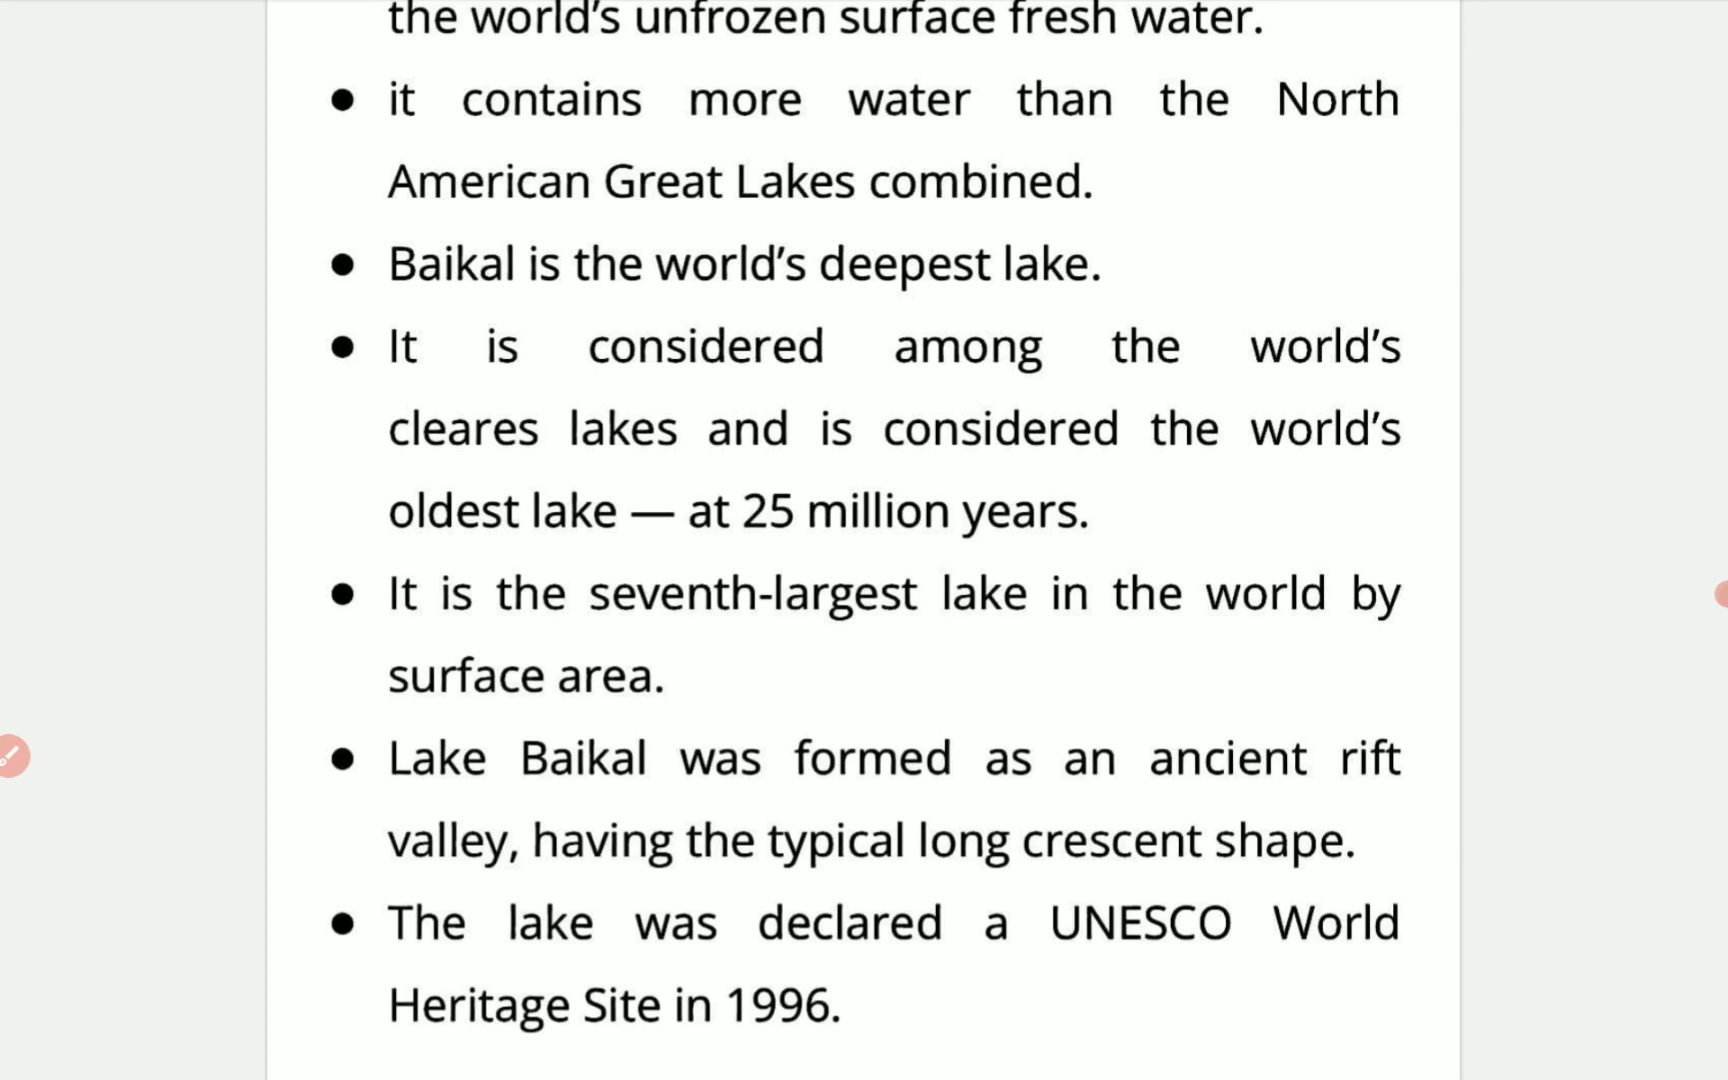 the world’s unfrozen surface fresh water.
● it contains more water than the North
American Great Lakes combined.
● Baikal is the world’s deepest lake.
● It is considered among the world’s
cleares lakes and is considered the world’s
oldest lake — at 25 million years.
● It is the seventh-largest lake in the world by
surface area.
● Lake Baikal was formed as an ancient rift
valley, having the typical long crescent shape.
● The lake was declared a UNESCO World
Heritage Site in 1996.